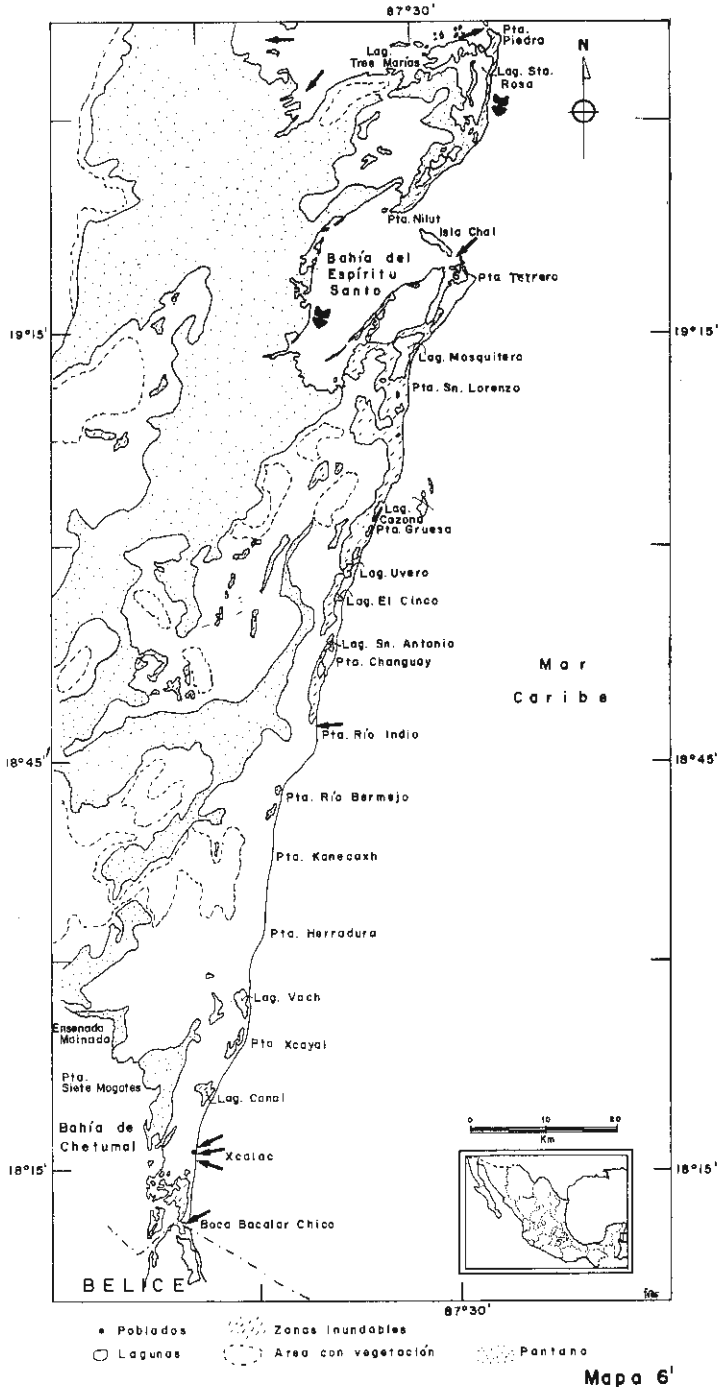 87°30'
Pta.
Piedra
Lag.
Tres Marías
N
Lag. Sta.
Rosa
Pta. Nilut
Isla Chal
Bahía del
Espíritu
Santo
Pta Tetrero
19°15'
19°15'
Lag. Mosquitero
Pta. Sn. Lorenzo
Lag.
Cazona
Pta. Gruesa
Lag. Uvero
Lag. El Cinco
Lag. Sn. Antonio
Pta. Changuay
Mar
Caribe
Pta. Río Indio
18°45'
18°45'
Pta. Río Bermejo
Pta. Kanecaxh
Pta. Herradura
Lag. Vach
Ensenada
Mainada
Pta Xcayal
Pta.
Siete Mogotes
Lag. Canal
0 10 20
Km
Bahía de
Chetumal
Xcalac
18°15'
18°15'
Boca Bacalar Chico
BELICE
87°30'
• Poblados
Zonas Inundables
Lagunas
Area con vegetación
Pantano
Mapa 6'